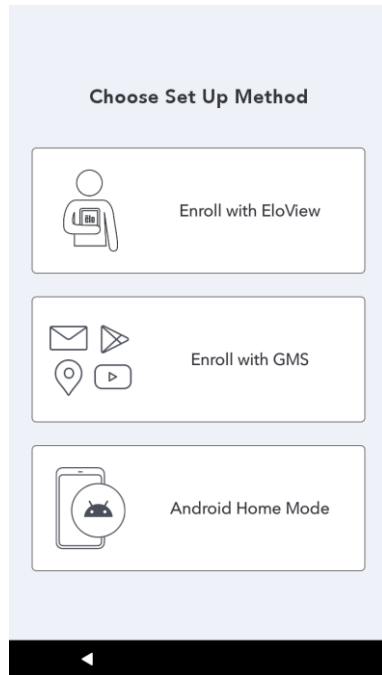 Choose Set Up Method
Elo
Enroll with EloView
Enroll with GMS
Android Home Mode